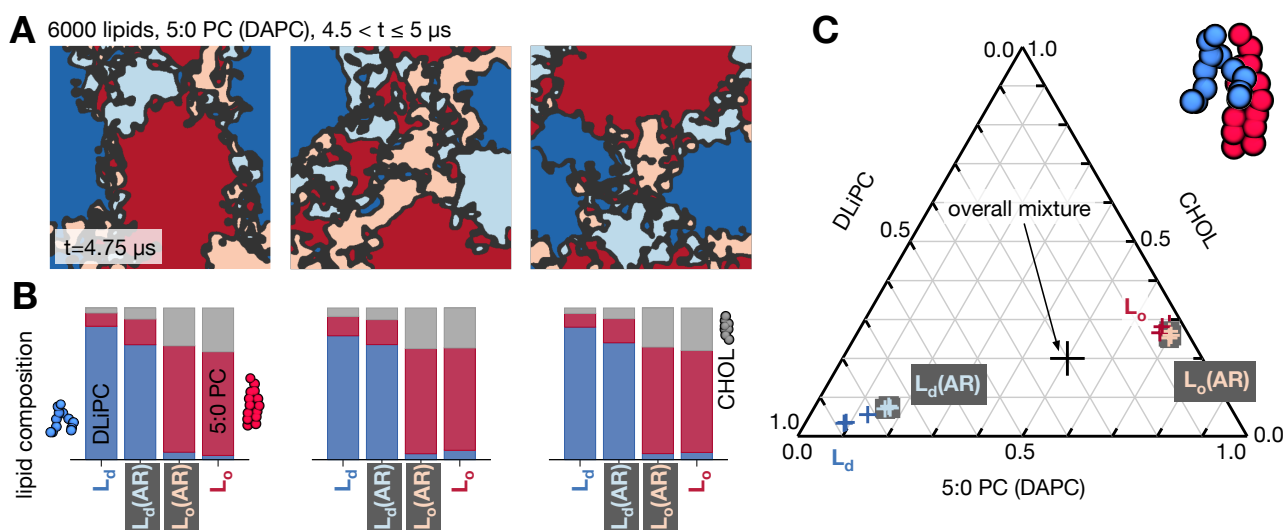 A 6000 lipids, 5:0 PC (DAPC), 4.5 < t ≤ 5 µs
t=4.75 µs
B
lipid composition
DLiPC
5:0 PC
CHOL
Ld
Ld(AR)
Lo(AR)
Lo
Ld
Ld(AR)
Lo(AR)
Lo
Ld
Ld(AR)
Lo(AR)
Lo
C
0.0 1.0
DLiPC
CHOL
overall mixture
0.5
0.5
Lo
Ld(AR)
Lo(AR)
1.0
0.0
0.0
0.5
1.0
Ld
5:0 PC (DAPC)